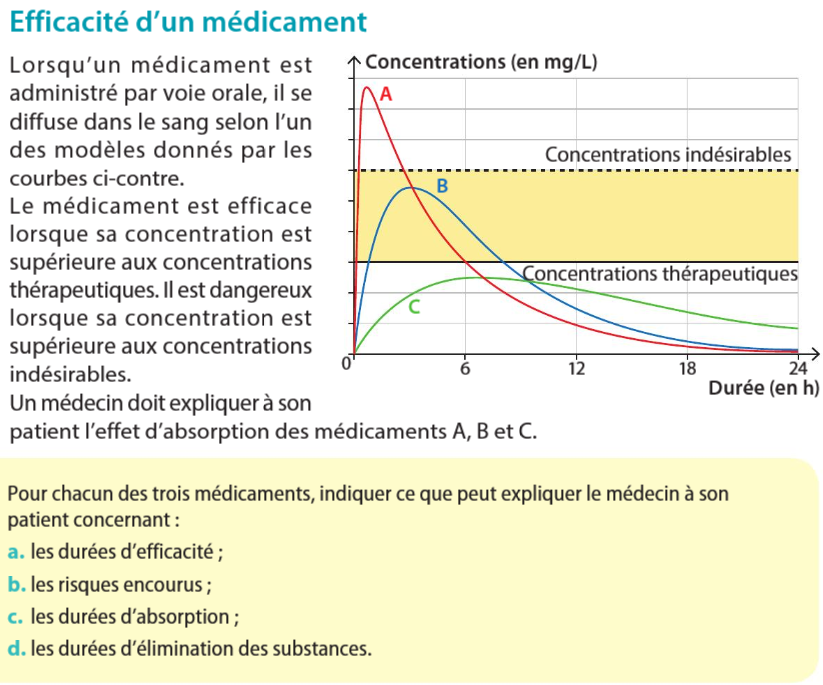 Efficacité d’un médicament
Lorsqu’un médicament est
administré par voie orale, il se
diffuse dans le sang selon l’un
des modèles donnés par les
courbes ci-contre.
Le médicament est efficace
lorsque sa concentration est
supérieure aux concentrations
thérapeutiques. Il est dangereux
lorsque sa concentration est
supérieure aux concentrations
indésirables.
Un médecin doit expliquer à son
patient l’effet d’absorption des médicaments A, B et C.
Concentrations (en mg/L)
A
Concentrations indésirables
B
Concentrations thérapeutiques
C
0 6 12 18 24
Durée (en h)
Pour chacun des trois médicaments, indiquer ce que peut expliquer le médecin à son
patient concernant :
a. les durées d’efficacité ;
b. les risques encourus ;
c. les durées d’absorption ;
d. les durées d’élimination des substances.